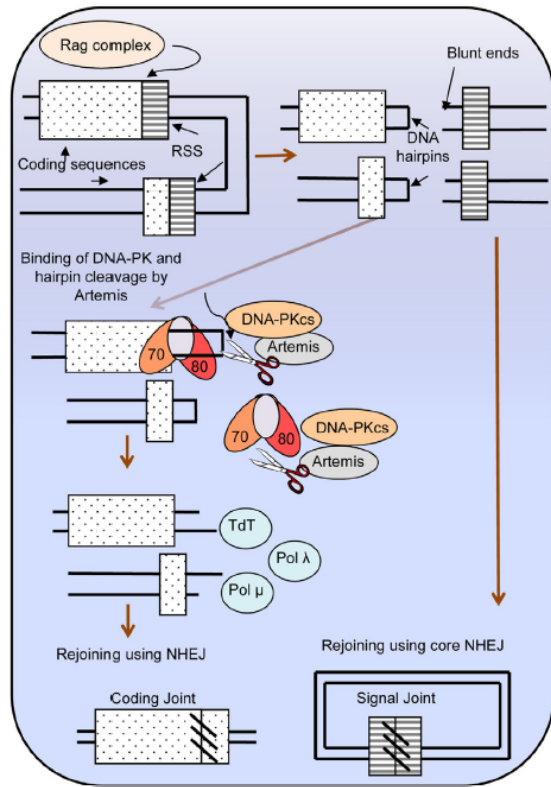 Rag complex
Blunt ends
RSS
DNA
hairpins
Coding sequences
Binding of DNA-PK and
hairpin cleavage by
Artemis
DNA-PKcs
Artemis
70
80
DNA-PKcs
70
80
Artemis
TdT
Pol λ
Pol μ
Rejoining using NHEJ
Rejoining using core NHEJ
Coding Joint
Signal Joint